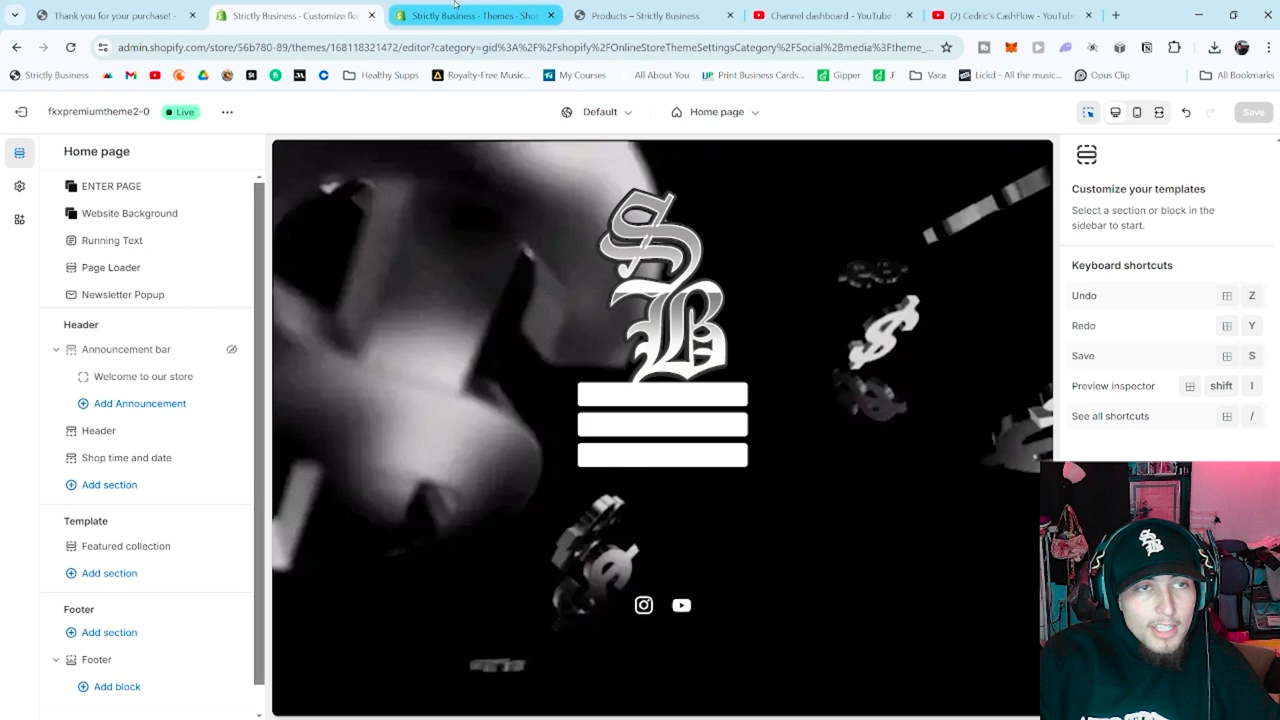 Thank you for your purchase!
Strictly Business - Customize fkx
Strictly Business - Themes - Shop
Products – Strictly Business
Channel dashboard - YouTube
(2) Cedric's CashFlow - YouTube
admin.shopify.com/store/56b780-89/themes/168118321472/editor?category=gid%3A%2F%2Fshopify%2FOnlineStoreThemeSettingsCategory%2FSocial%20media%3Ftheme_...
Strictly Business
Healthy Supps
Royalty-Free Music...
My Courses
All About You
Print Business Cards...
Gipper
J.F
Vaca
Lickd - All the music...
Opus Clip
All Bookmarks
fkxpremiumtheme2-0
Live
Default
Home page
Save
Home page
ENTER PAGE
Website Background
Running Text
Page Loader
Newsletter Popup
Header
Announcement bar
Welcome to our store
Add Announcement
Header
Shop time and date
Add section
Template
Featured collection
Add section
Footer
Add section
Footer
Add block
SB
Customize your templates
Select a section or block in the
sidebar to start.
Keyboard shortcuts
Undo
Z
Redo
Y
Save
S
Preview inspector
shift
I
See all shortcuts
/
SB